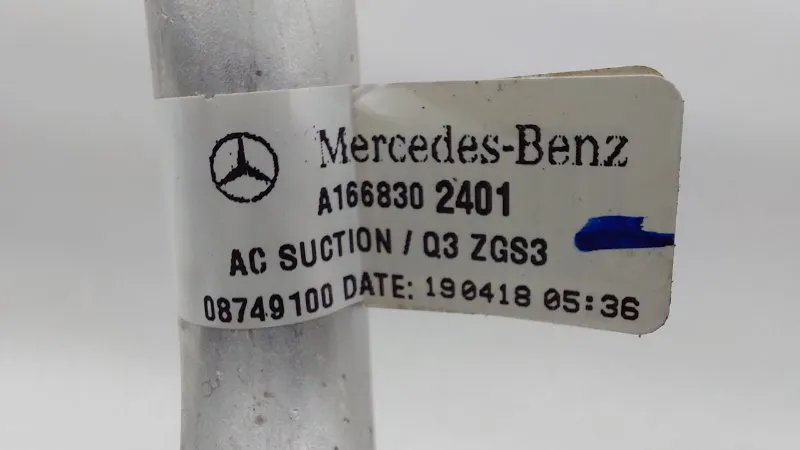 Mercedes-Benz
A166830 2401
AC SUCTION / Q3 ZGS3
08749100 DATE: 190418 05:36